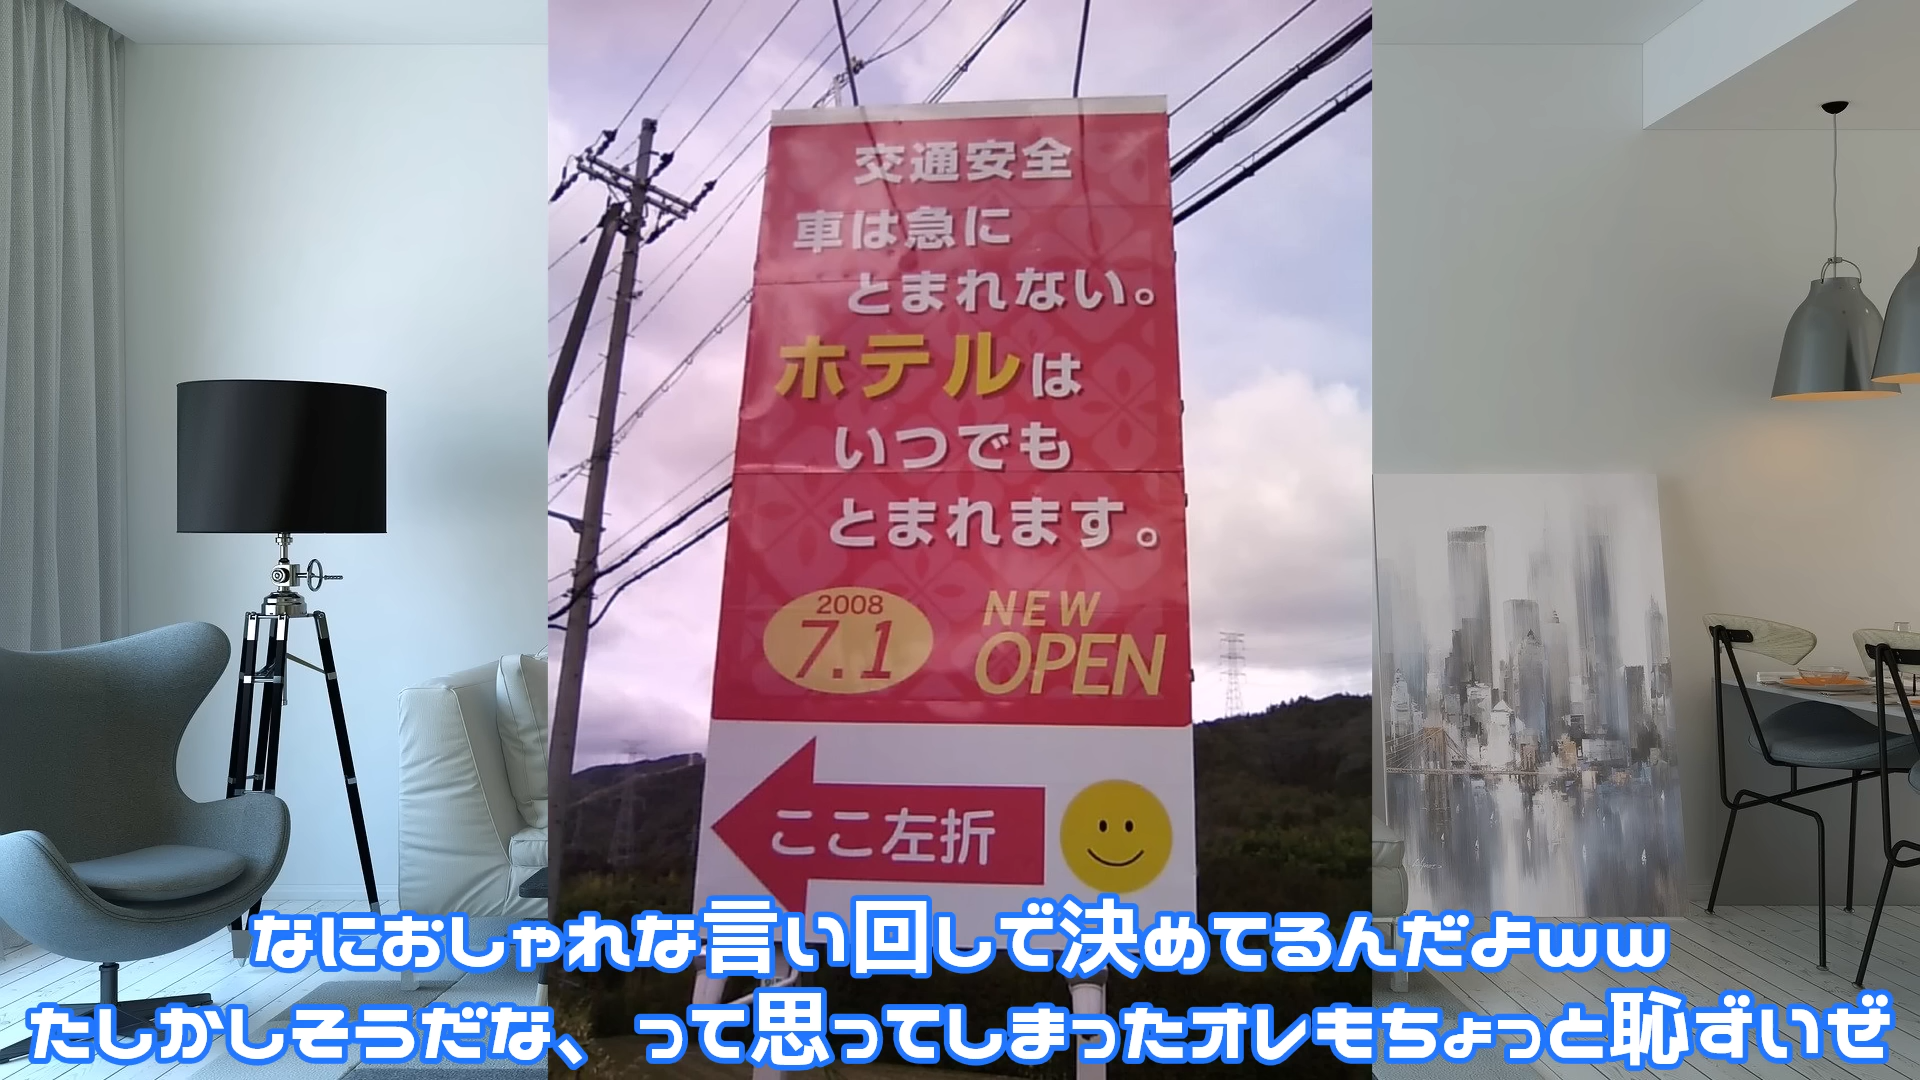 交通安全
車は急に
とまれない。
ホテルは
いつでも
とまれます。
2008
7.1
NEW
OPEN
ここ左折
なにおしゃれな言い回しで決めてるんだよww
たしかしそうだな、って思ってしまったオレもちょっと恥ずいぜ